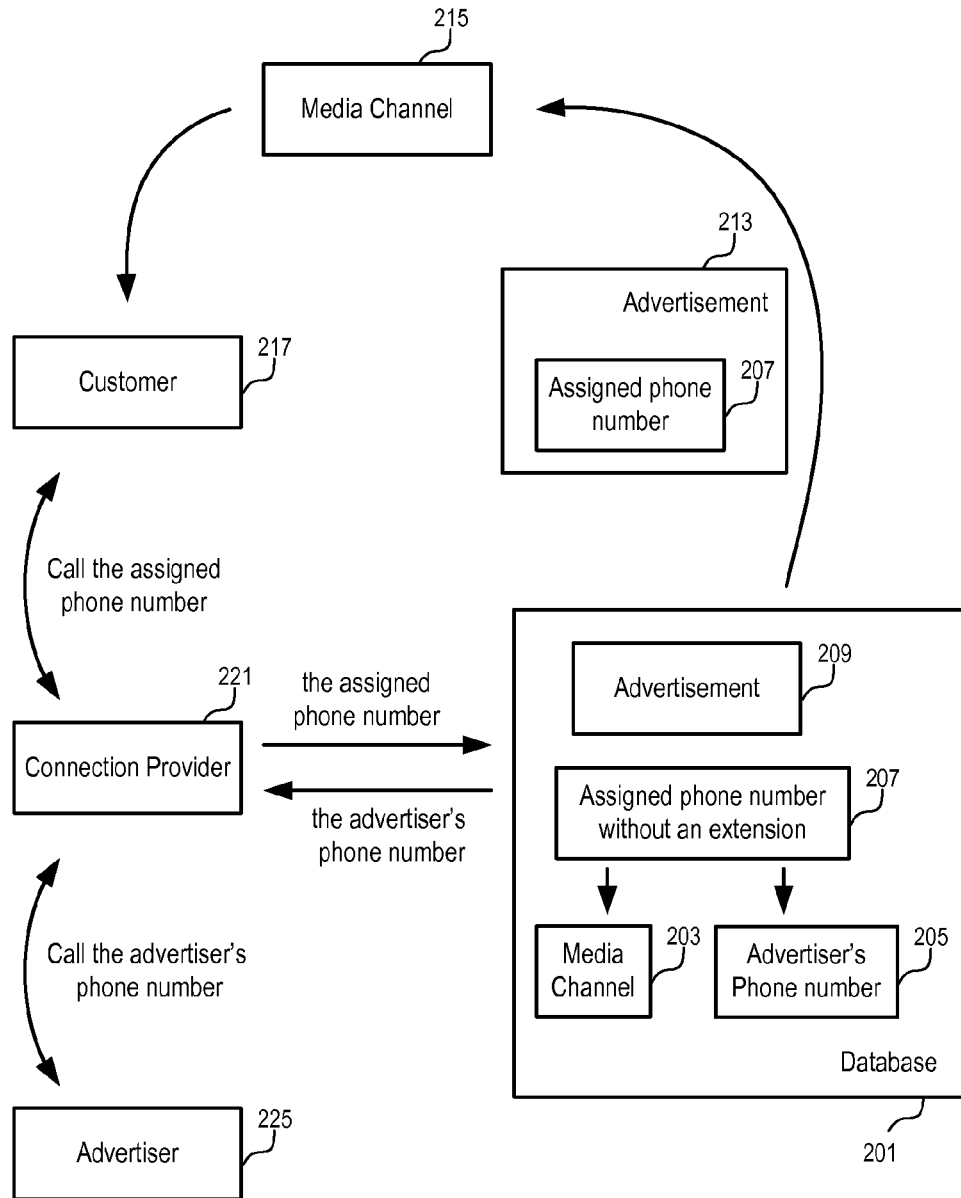 215
Media Channel
213
Advertisement
207
Assigned phone
number
217
Customer
Call the assigned
phone number
221
Connection Provider
the assigned
phone number
the advertiser's
phone number
209
Advertisement
207
Assigned phone number
without an extension
203
Media
Channel
205
Advertiser's
Phone number
Database
201
Call the advertiser's
phone number
225
Advertiser